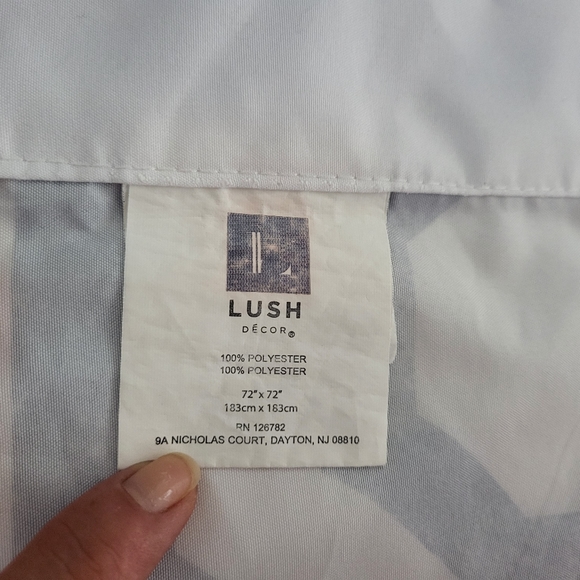 L
LUSH
DÉCOR®
100% POLYESTER
100% POLYESTER
72" x 72"
183cm x 183cm
RN 126782
9A NICHOLAS COURT, DAYTON, NJ 08810